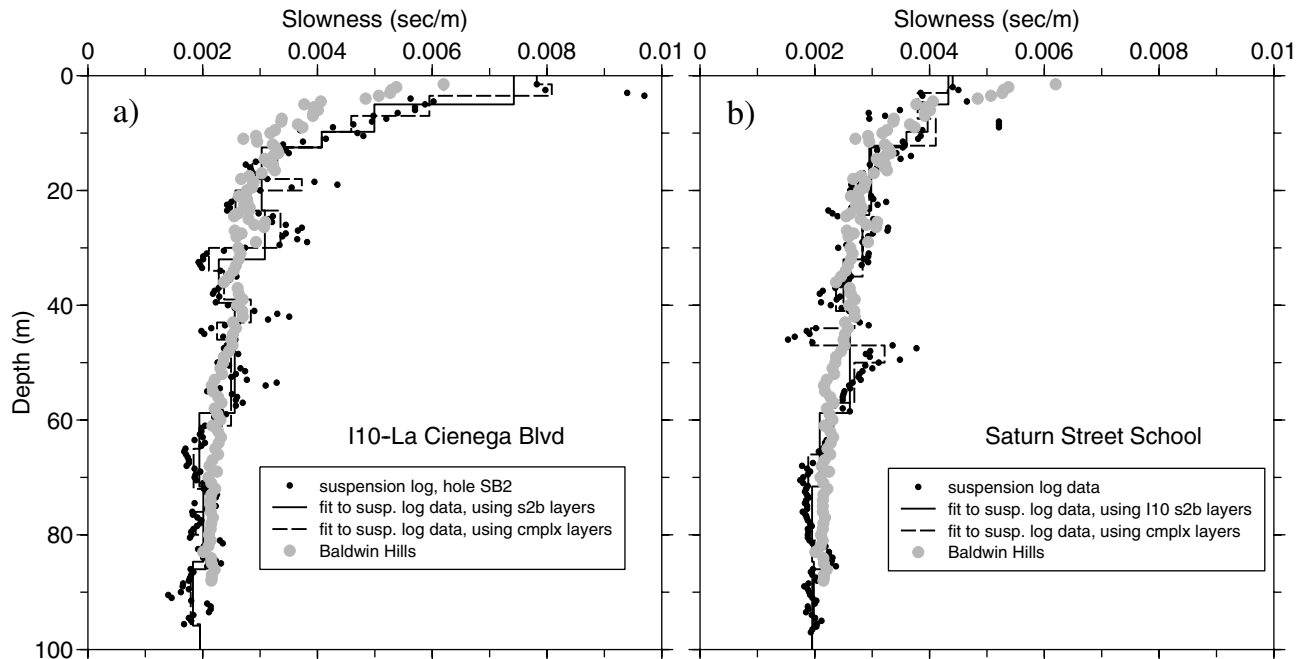 Slowness (sec/m)
0 0.002 0.004 0.006 0.008 0.01
0
20
40
60
80
100
Depth (m)
a)
I10-La Cienega Blvd
suspension log, hole SB2
fit to susp. log data, using s2b layers
fit to susp. log data, using cmplx layers
Baldwin Hills
Slowness (sec/m)
0 0.002 0.004 0.006 0.008 0.01
b)
Saturn Street School
suspension log data
fit to susp. log data, using I10 s2b layers
fit to susp. log data, using cmplx layers
Baldwin Hills